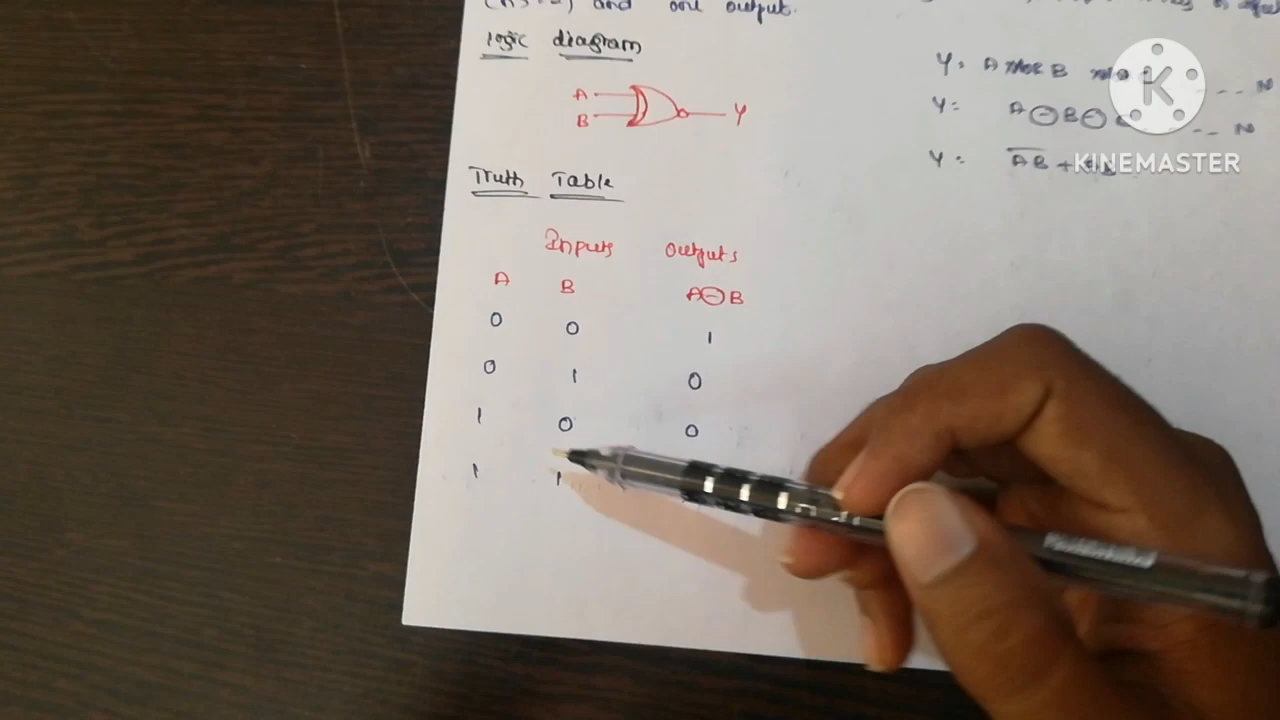 and one output.
logic diagram
A
B
Y
Y = A XNOR B
Y = A ⊖ B ⊖ - - N
Y = A̅B̅ + AB
KINEMASTER
Truth Table
Inputs outputs
A B A⊖B
0 0 1
0 1 0
1 0 0
1 1